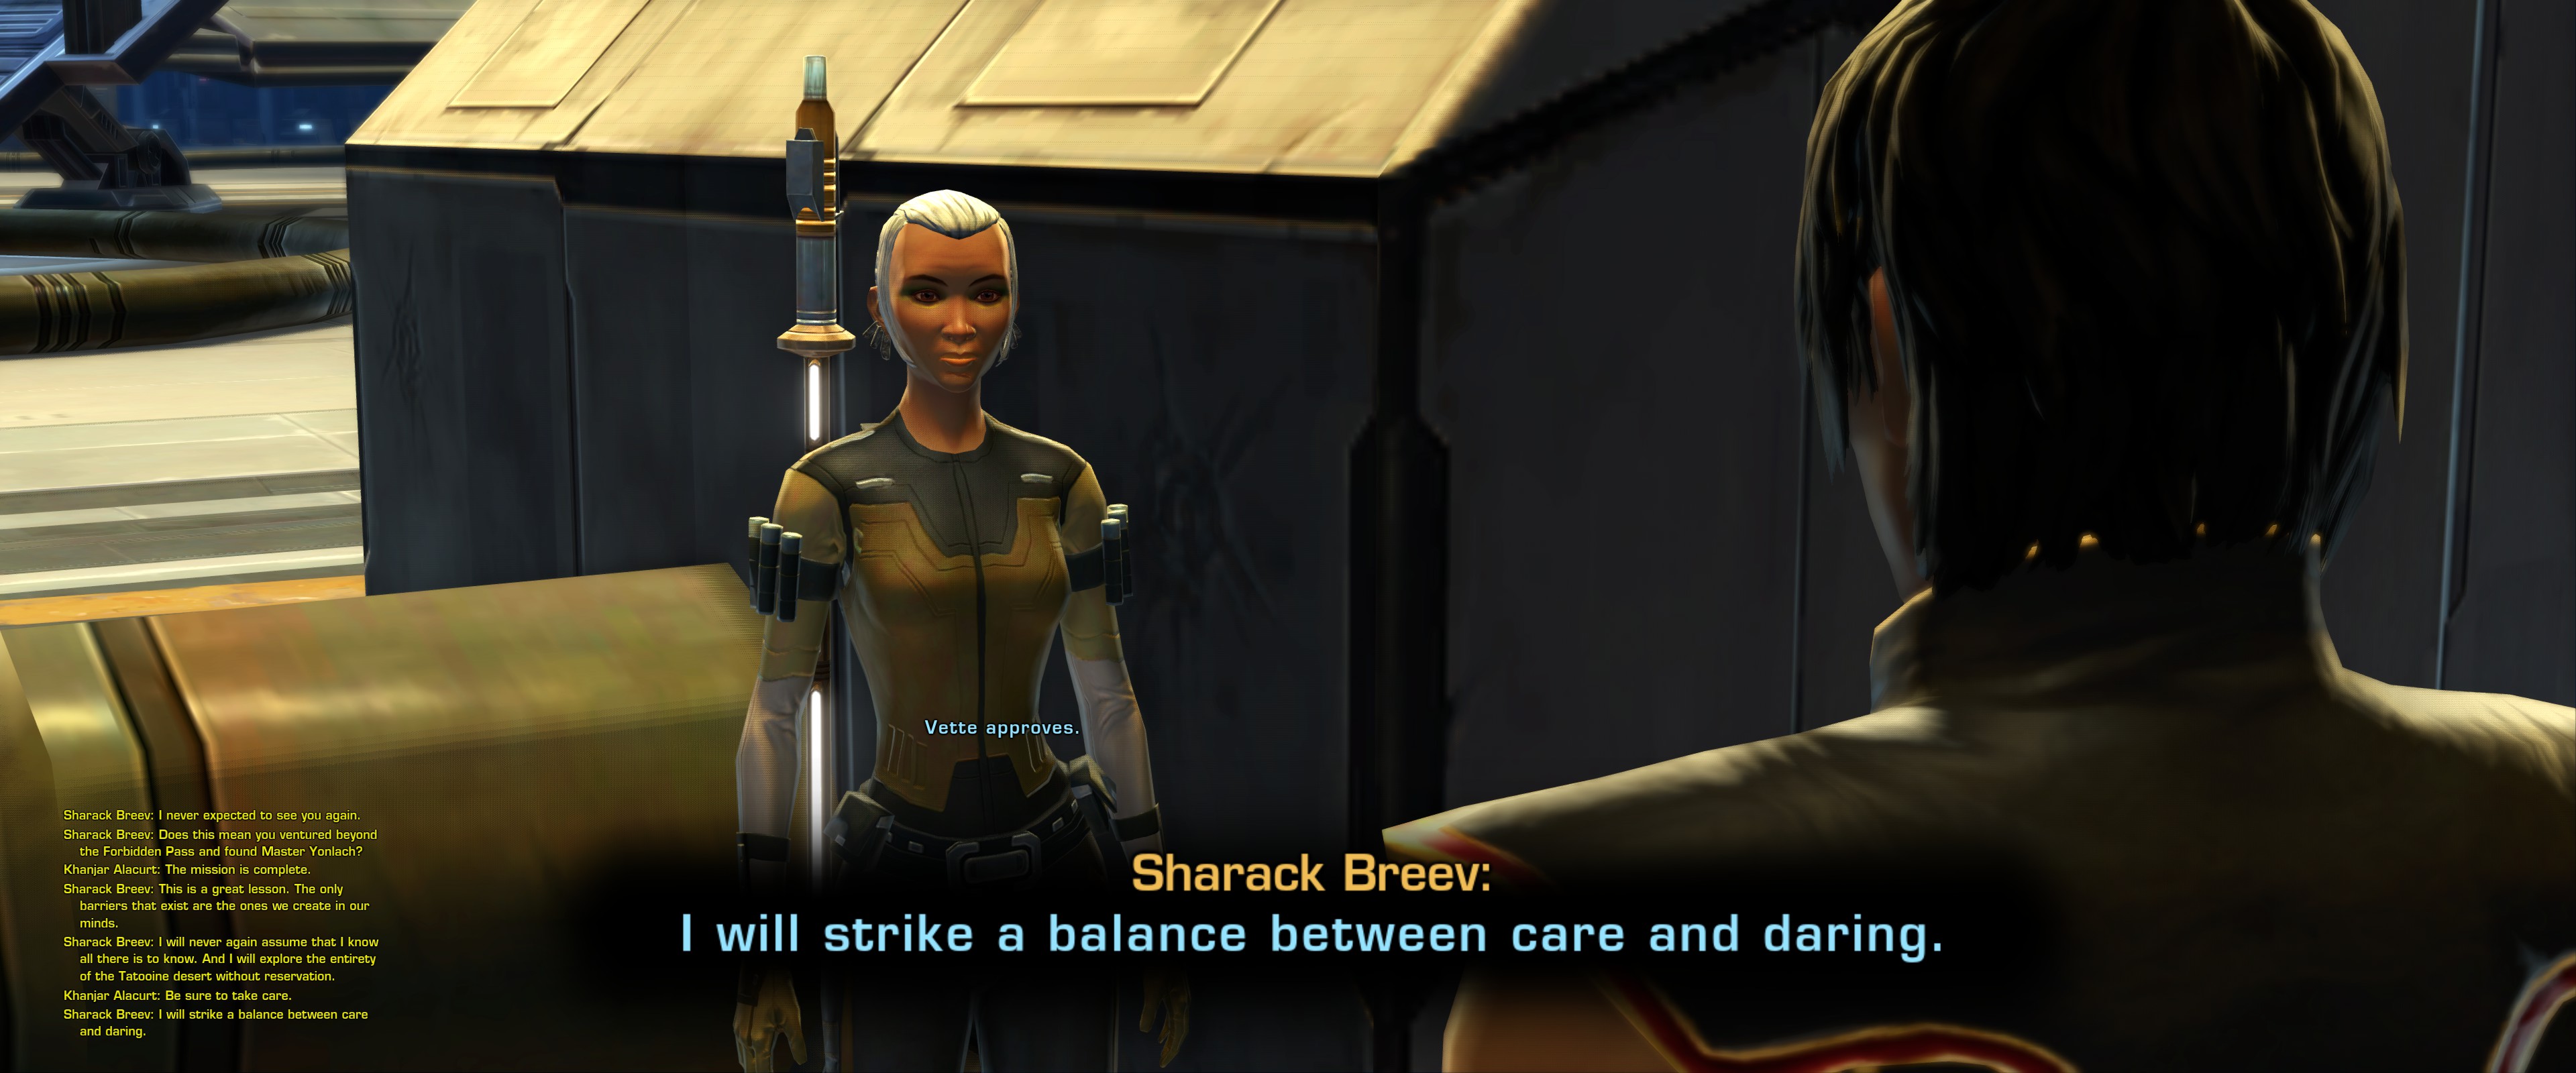 Vette approves.
Sharack Breev: I never expected to see you again.
Sharack Breev: Does this mean you ventured beyond
the Forbidden Pass and found Master Yonlach?
Khanjar Alacurt: The mission is complete.
Sharack Breev: This is a great lesson. The only
barriers that exist are the ones we create in our
minds.
Sharack Breev: I will never again assume that I know
all there is to know. And I will explore the entirety
of the Tatooine desert without reservation.
Khanjar Alacurt: Be sure to take care.
Sharack Breev: I will strike a balance between care
and daring.
Sharack Breev:
I will strike a balance between care and daring.